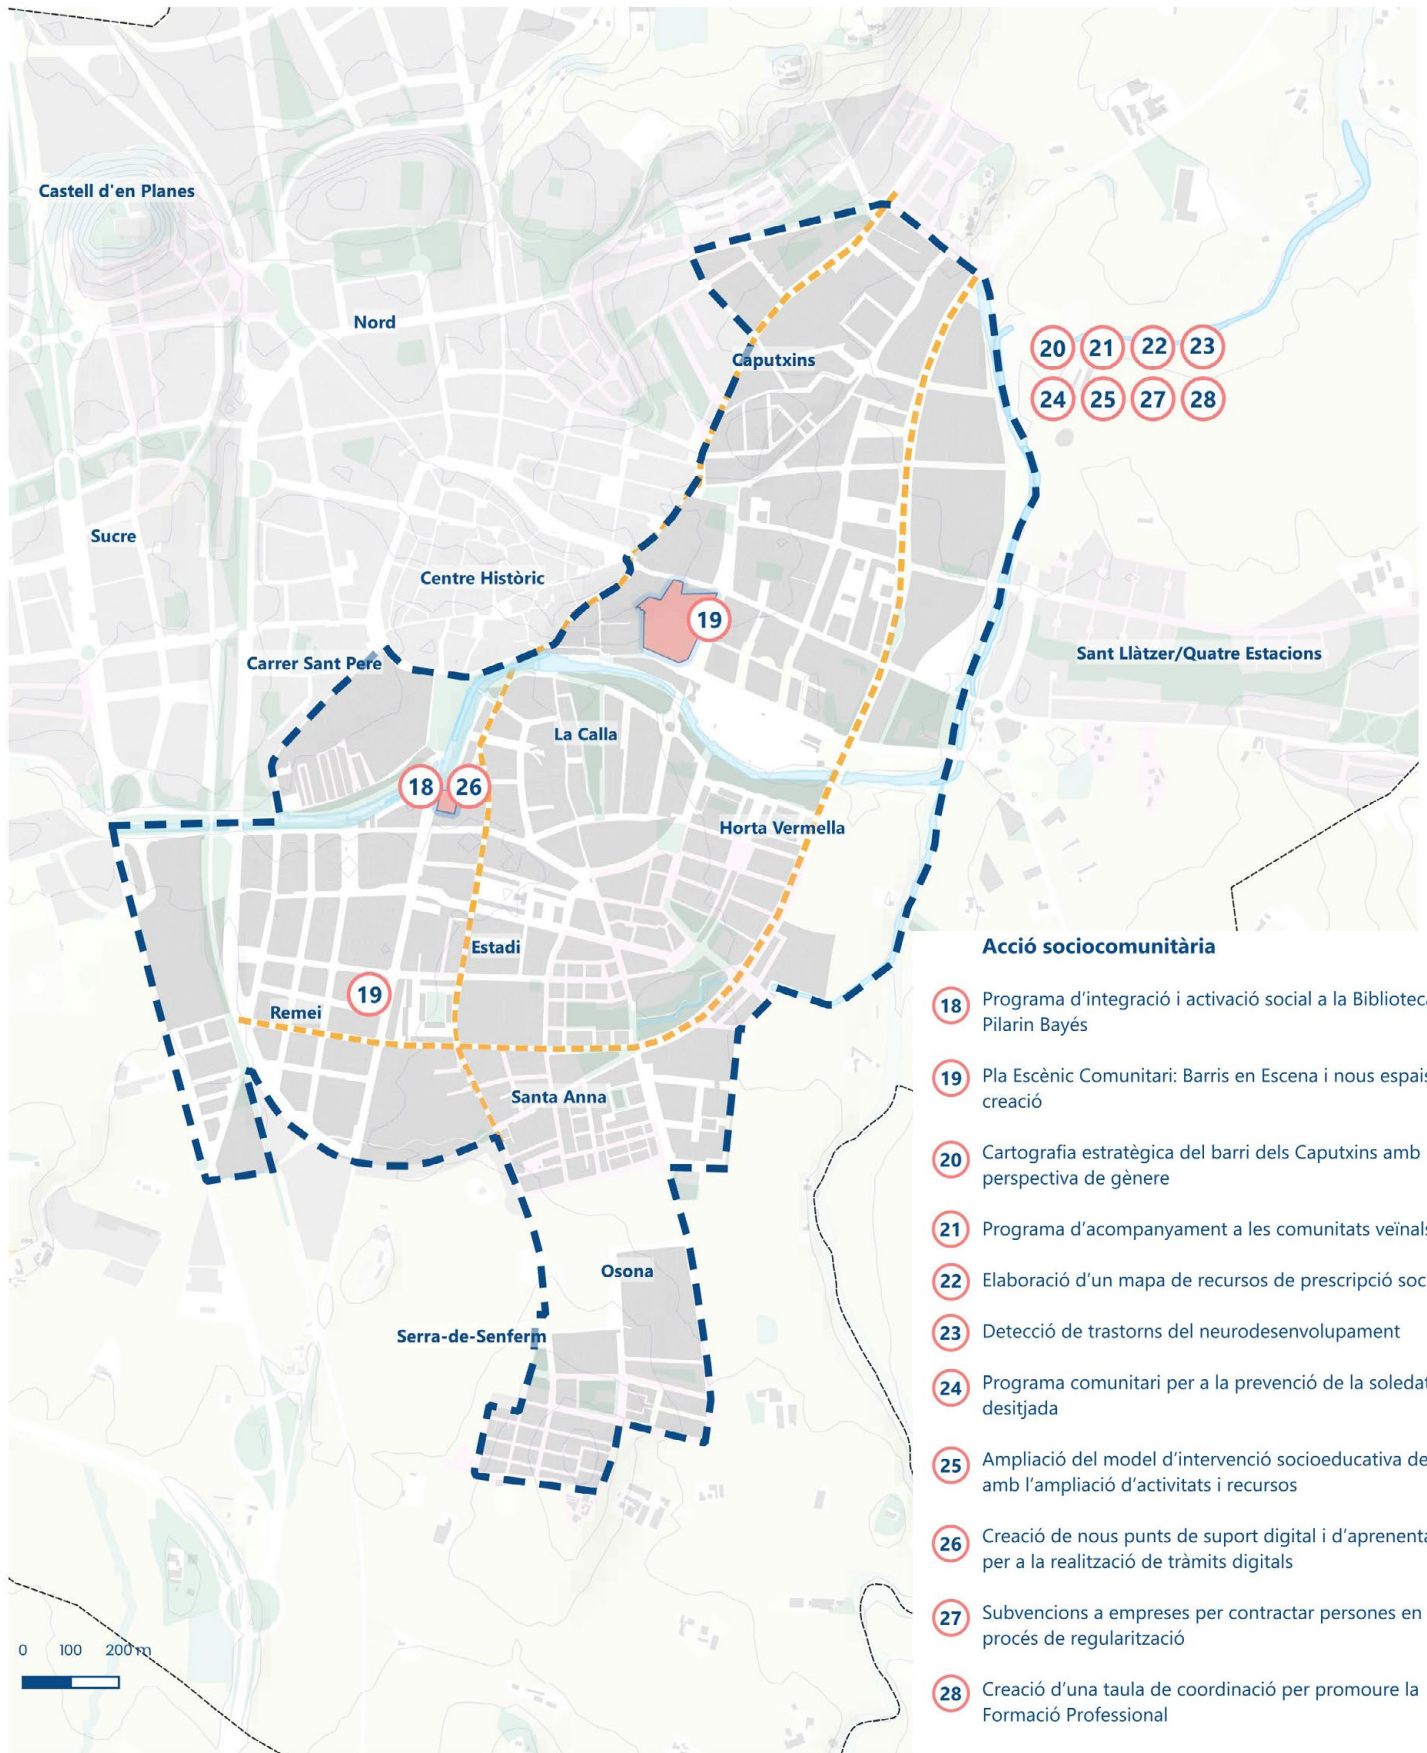 Castell d'en Planes
Nord
Caputxins
20 21 22 23
24 25 27 28
Sucre
Centre Històric
19
Carrer Sant Pere
Sant Llàtzer/Quatre Estacions
La Calla
18 26
Horta Vermella
Estadi
19
Remei
Santa Anna
Osona
Serra-de-Senferm
0 100 200 m
Acció sociocomunitària
18 Programa d'integració i activació social a la Biblioteca
Pilarin Bayés
19 Pla Escènic Comunitari: Barris en Escena i nous espais
creació
20 Cartografia estratègica del barri dels Caputxins amb
perspectiva de gènere
21 Programa d'acompanyament a les comunitats veïnals
22 Elaboració d'un mapa de recursos de prescripció soc
23 Detecció de trastorns del neurodesenvolupament
24 Programa comunitari per a la prevenció de la soledat
desitjada
25 Ampliació del model d'intervenció socioeducativa de
amb l'ampliació d'activitats i recursos
26 Creació de nous punts de suport digital i d'aprenenta
per a la realització de tràmits digitals
27 Subvencions a empreses per contractar persones en
procés de regularització
28 Creació d'una taula de coordinació per promoure la
Formació Professional